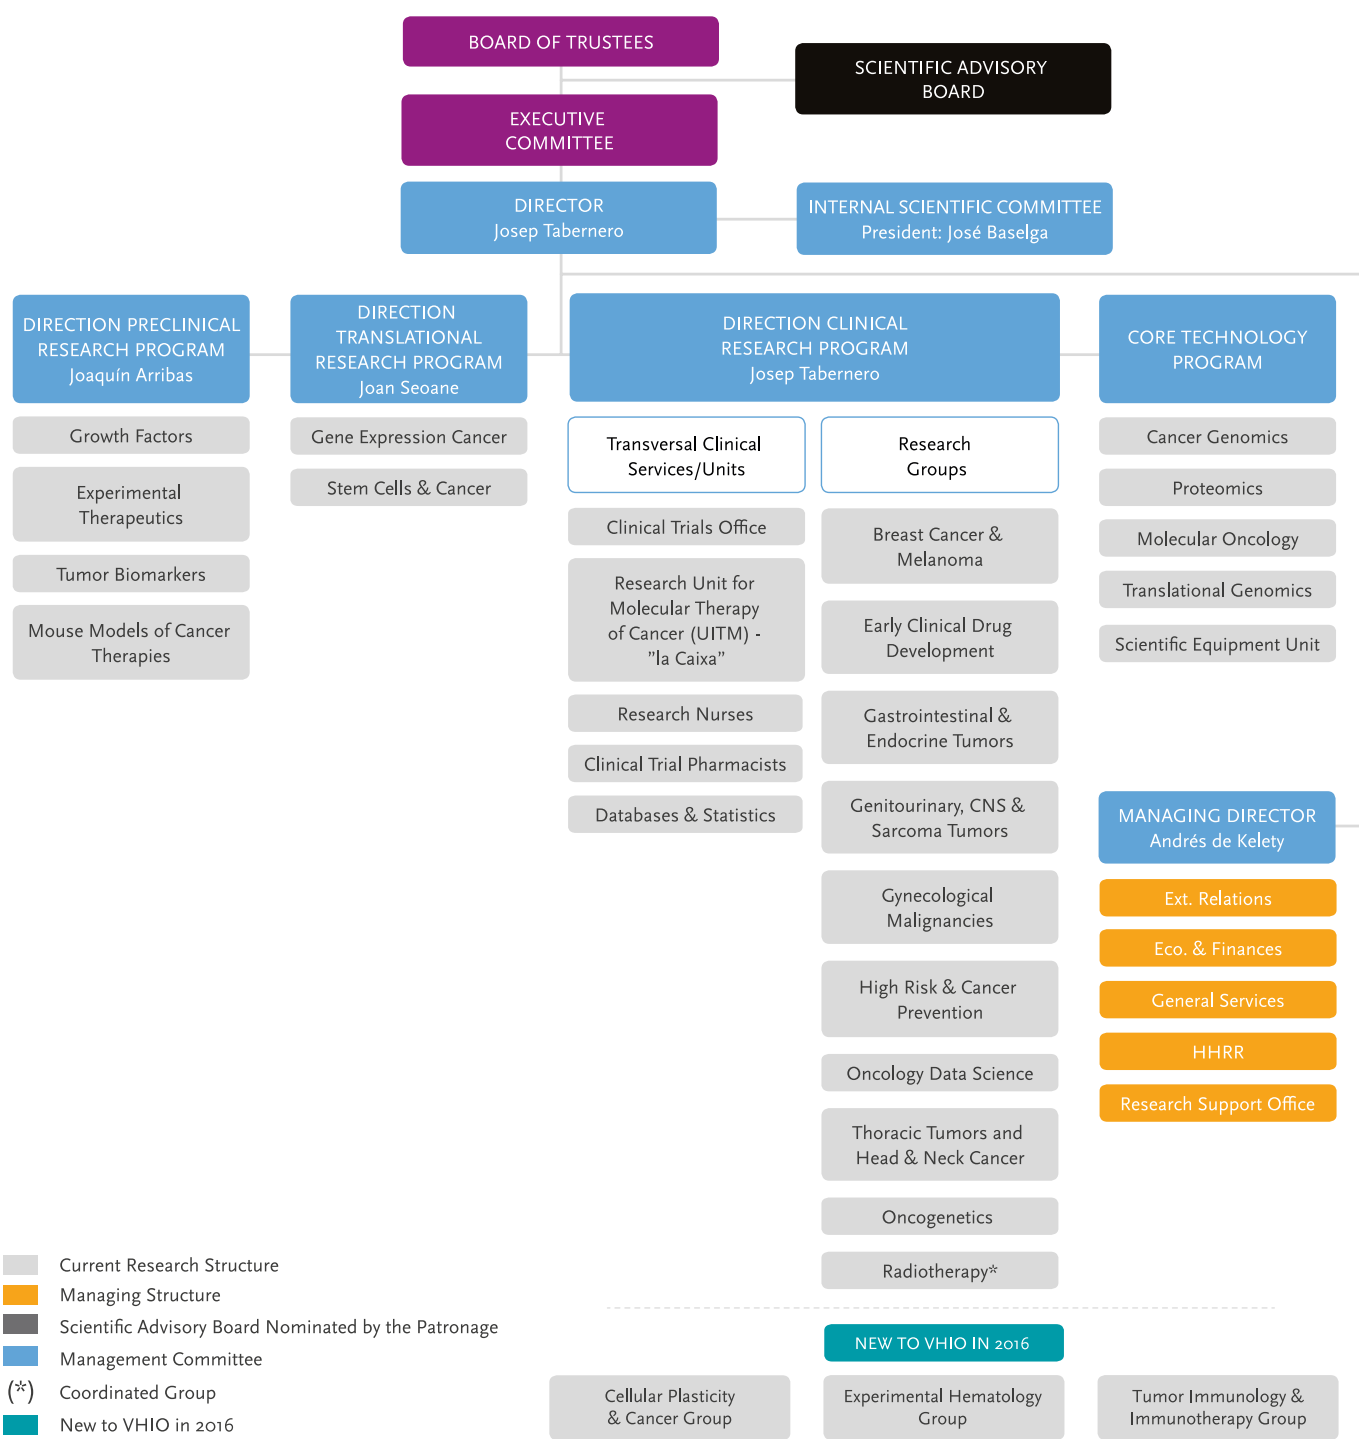 BOARD OF TRUSTEES
SCIENTIFIC ADVISORY
BOARD
EXECUTIVE
COMMITTEE
DIRECTOR
Josep Tabernero
INTERNAL SCIENTIFIC COMMITTEE
President: José Baselga
DIRECTION PRECLINICAL
RESEARCH PROGRAM
Joaquín Arribas
Growth Factors
Experimental
Therapeutics
Tumor Biomarkers
Mouse Models of Cancer
Therapies
DIRECTION
TRANSLATIONAL
RESEARCH PROGRAM
Joan Seoane
Gene Expression Cancer
Stem Cells & Cancer
DIRECTION CLINICAL
RESEARCH PROGRAM
Josep Tabernero
Transversal Clinical
Services/Units
Clinical Trials Office
Research Unit for
Molecular Therapy
of Cancer (UITM) -
”la Caixa”
Research Nurses
Clinical Trial Pharmacists
Databases & Statistics
Research
Groups
Breast Cancer &
Melanoma
Early Clinical Drug
Development
Gastrointestinal &
Endocrine Tumors
Genitourinary, CNS &
Sarcoma Tumors
Gynecological
Malignancies
High Risk & Cancer
Prevention
Oncology Data Science
Thoracic Tumors and
Head & Neck Cancer
Oncogenetics
Radiotherapy*
CORE TECHNOLOGY
PROGRAM
Cancer Genomics
Proteomics
Molecular Oncology
Translational Genomics
Scientific Equipment Unit
MANAGING DIRECTOR
Andrés de Kelety
Ext. Relations
Eco. & Finances
General Services
HHRR
Research Support Office
Current Research Structure
Managing Structure
Scientific Advisory Board Nominated by the Patronage
Management Committee
(*) Coordinated Group
New to VHIO in 2016
NEW TO VHIO IN 2016
Cellular Plasticity
& Cancer Group
Experimental Hematology
Group
Tumor Immunology &
Immunotherapy Group